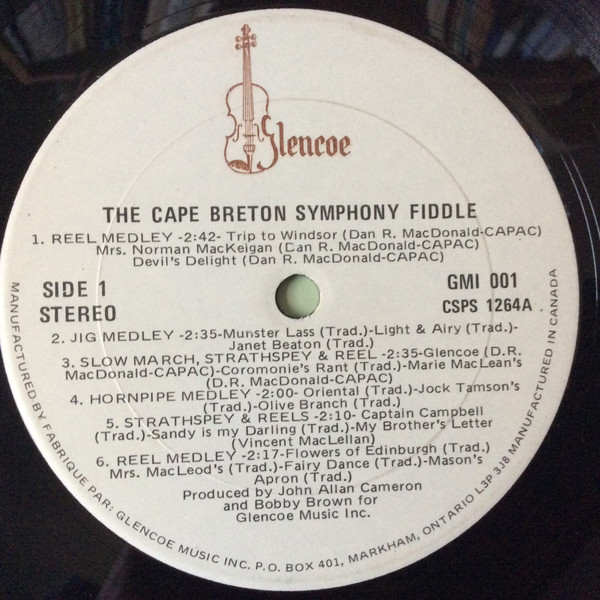 Glencoe
THE CAPE BRETON SYMPHONY FIDDLE
1. REEL MEDLEY -2:42- Trip to Windsor (Dan R. MacDonald-CAPAC)
Mrs. Norman MacKeigan (Dan R. MacDonald-CAPAC)
Devil's Delight (Dan R. MacDonald-CAPAC)
SIDE 1
STEREO
GMI 001
CSPS 1264A
2. JIG MEDLEY -2:35-Munster Lass (Trad.)-Light & Airy (Trad.)-
Janet Beaton (Trad.)
3. SLOW MARCH, STRATHSPEY & REEL -2:35-Glencoe (D.R.
MacDonald-CAPAC)-Coromonie's Rant (Trad.)-Marie MacLean's
(D.R. MacDonald-CAPAC)
4. HORNPIPE MEDLEY -2:00- Oriental (Trad.)-Jock Tamson's
(Trad.)-Olive Branch (Trad.)
5. STRATHSPEY & REELS -2:10- Captain Campbell
(Trad.)-Sandy is my Darling (Trad.)-My Brother's Letter
(Vincent MacLellan)
6. REEL MEDLEY -2:17-Flowers of Edinburgh (Trad.)
Mrs. MacLeod's (Trad.)-Fairy Dance (Trad.)-Mason's
Apron (Trad.)
Produced by John Allan Cameron
and Bobby Brown for
Glencoe Music Inc.
MANUFACTURED BY FABRIQUE PAR: GLENCOE MUSIC INC. P.O. BOX 401, MARKHAM, ONTARIO L3P 3J8 MANUFACTURED IN CANADA